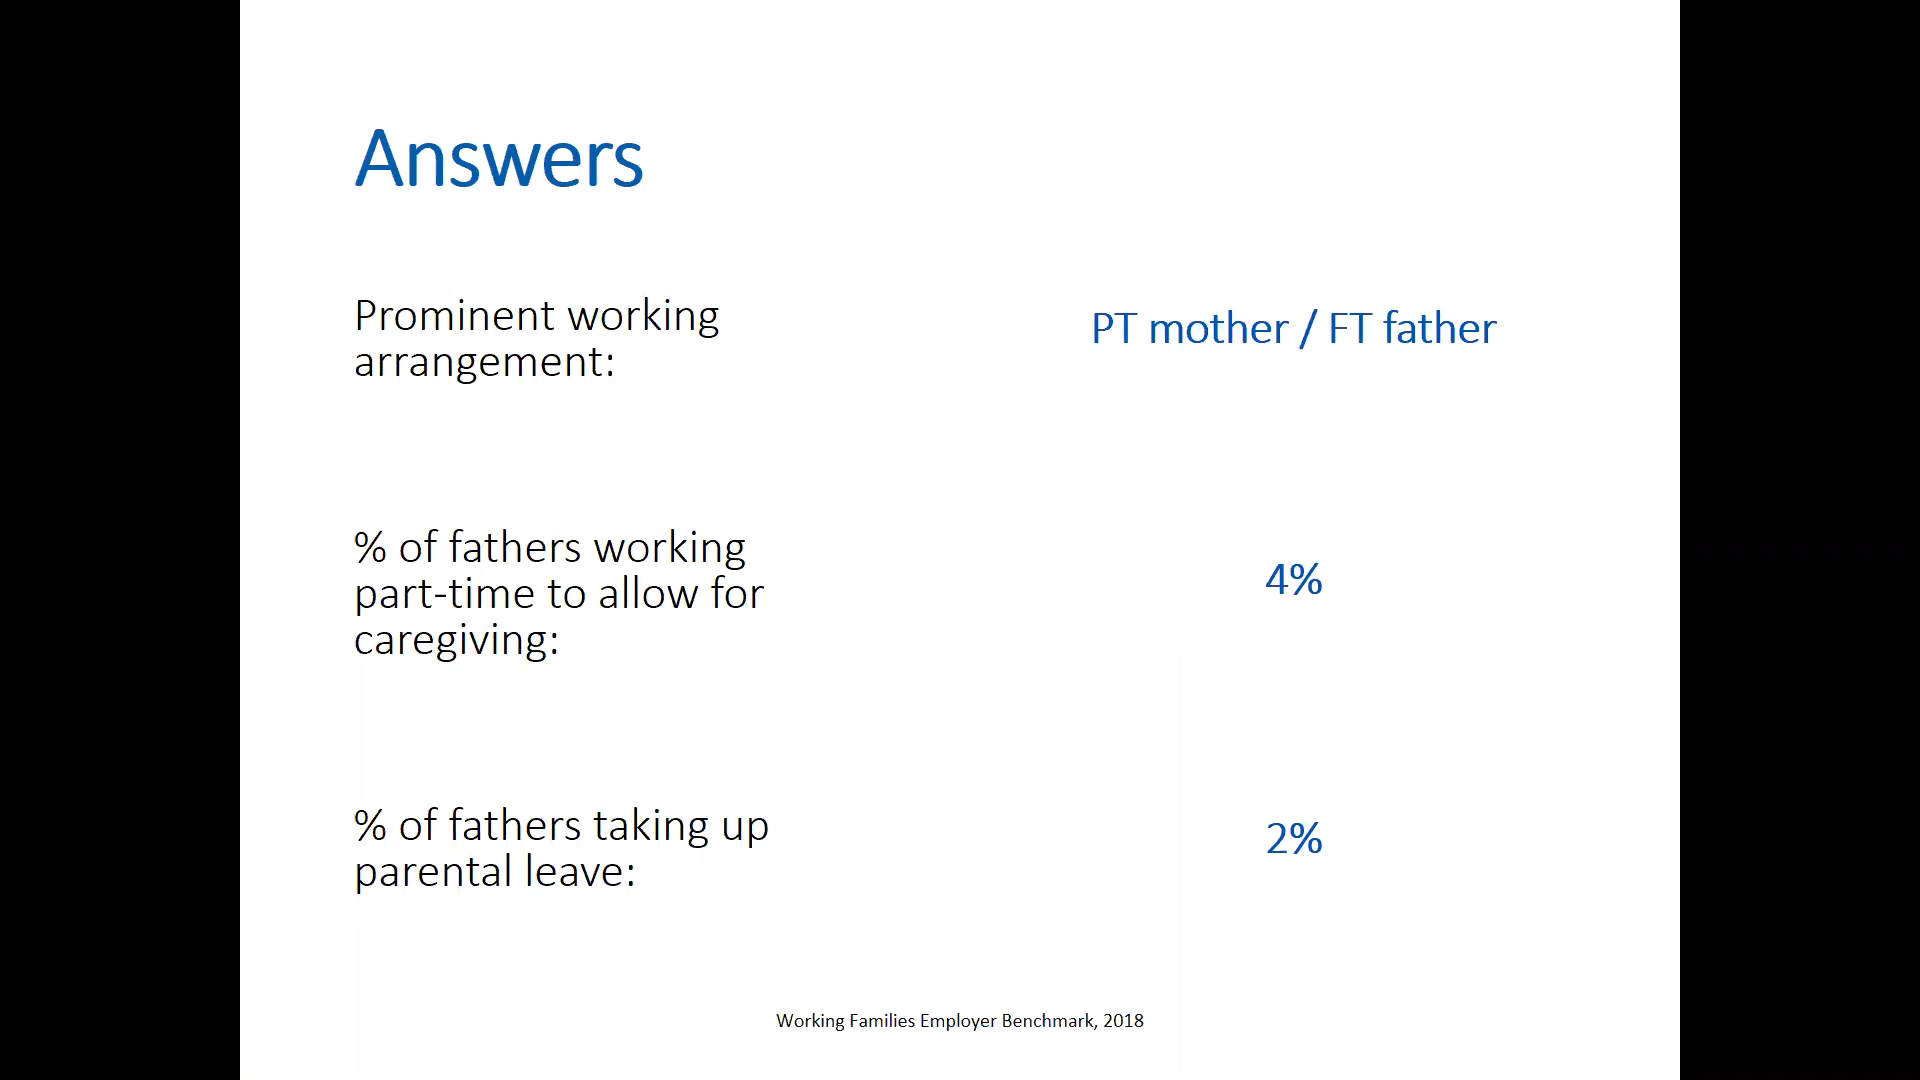 Answers
Prominent working
arrangement:
PT mother / FT father
% of fathers working
part-time to allow for
caregiving:
4%
% of fathers taking up
parental leave:
2%
Working Families Employer Benchmark, 2018